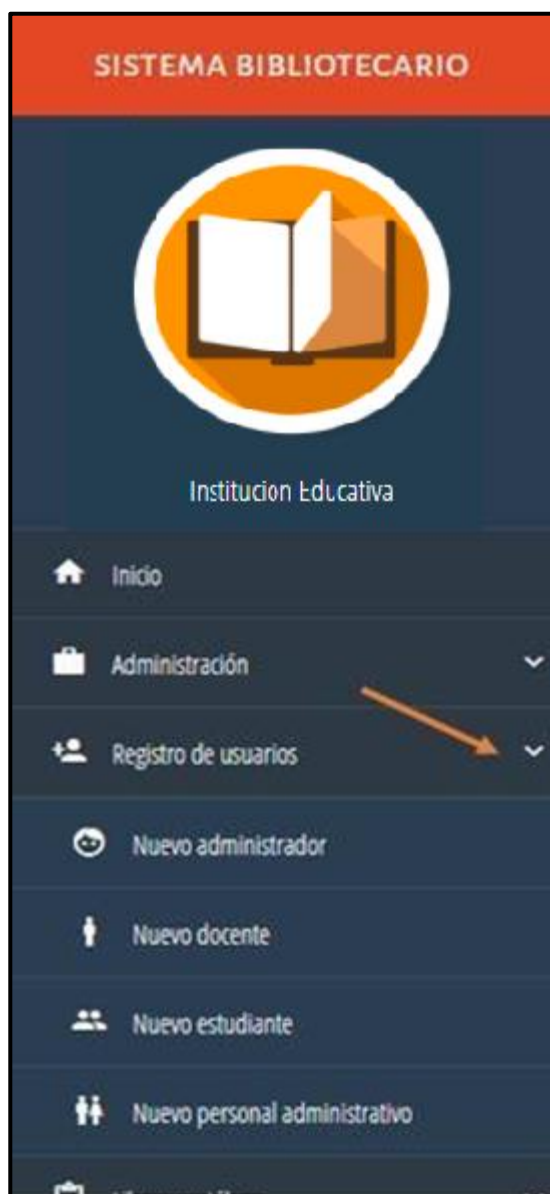 SISTEMA BIBLIOTECARIO
Institucion Educativa
Inicio
Administración
Registro de usuarios
Nuevo administrador
Nuevo docente
Nuevo estudiante
Nuevo personal administrativo